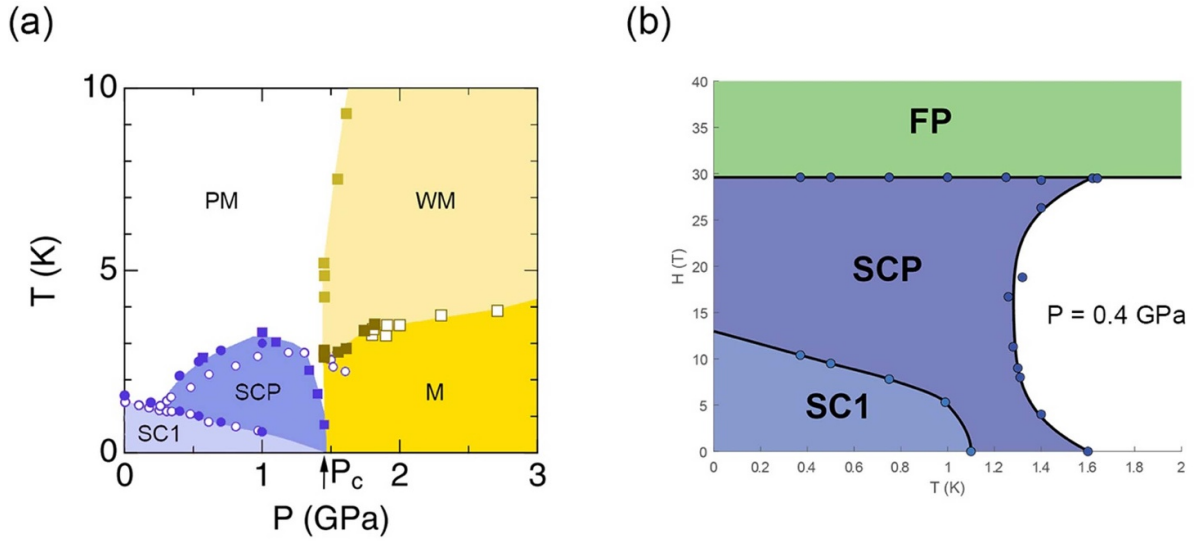 (a)
10
5
0
T (K)
PM
WM
SCP
SC1
M
0
1
Pc
2
3
P (GPa)
(b)
40
35
30
25
20
15
10
5
0
H (T)
FP
SCP
SC1
P = 0.4 GPa
0 0.2 0.4 0.6 0.8 1 1.2 1.4 1.6 1.8 2
T (K)